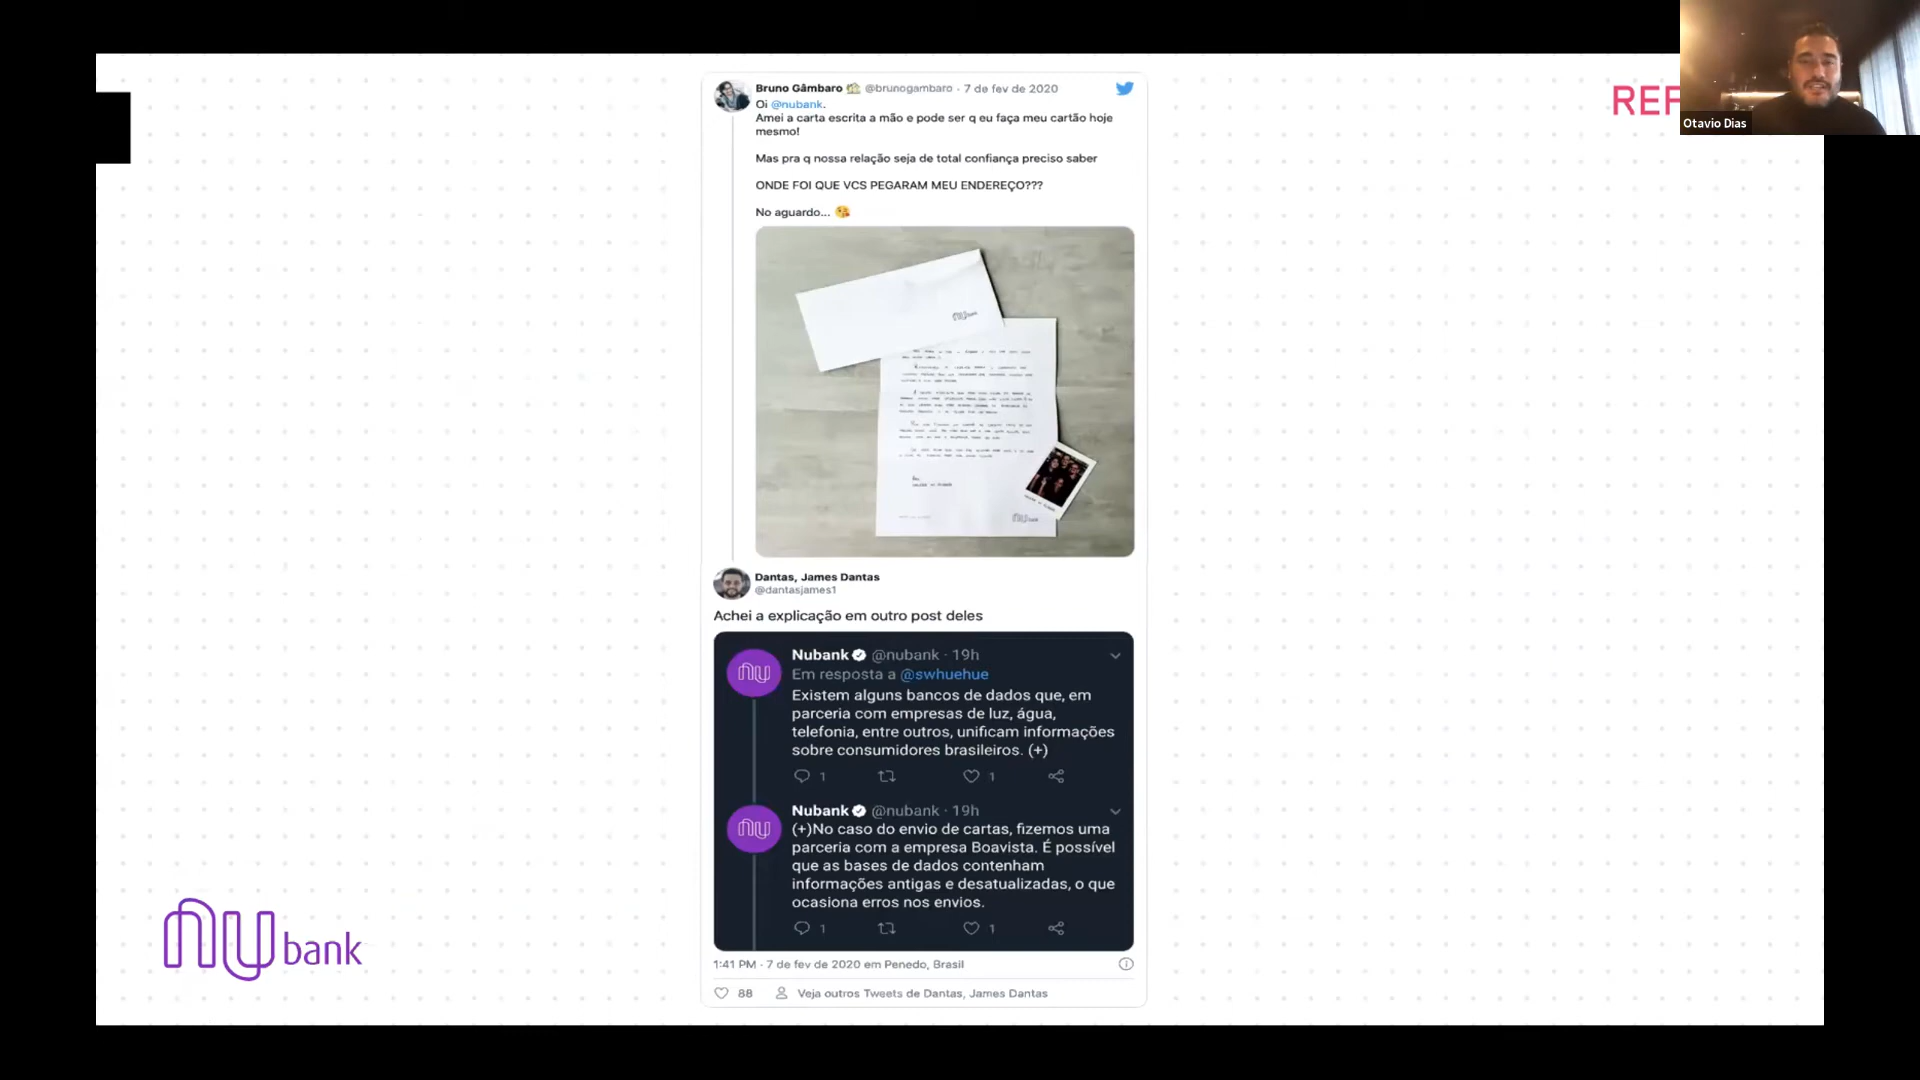 Bruno Gâmbaro @brunogambaro · 7 de fev de 2020
Oi @nubank.
Amei a carta escrita a mão e pode ser q eu faça meu cartão hoje
mesmo!
Mas pra q nossa relação seja de total confiança preciso saber
ONDE FOI QUE VCS PEGARAM MEU ENDEREÇO???
No aguardo... 😘
REF
Otavio Dias
nubank
nubank
Dantas, James Dantas
@dantasjames1
Achei a explicação em outro post deles
nu
Nubank @nubank · 19h
Em resposta a @swhuehue
Existem alguns bancos de dados que, em
parceria com empresas de luz, água,
telefonia, entre outros, unificam informações
sobre consumidores brasileiros. (+)
1 1
nu
Nubank @nubank · 19h
(+)No caso do envio de cartas, fizemos uma
parceria com a empresa Boavista. É possível
que as bases de dados contenham
informações antigas e desatualizadas, o que
ocasiona erros nos envios.
1 1
1:41 PM · 7 de fev de 2020 em Penedo, Brasil
88 Veja outros Tweets de Dantas, James Dantas
nubank